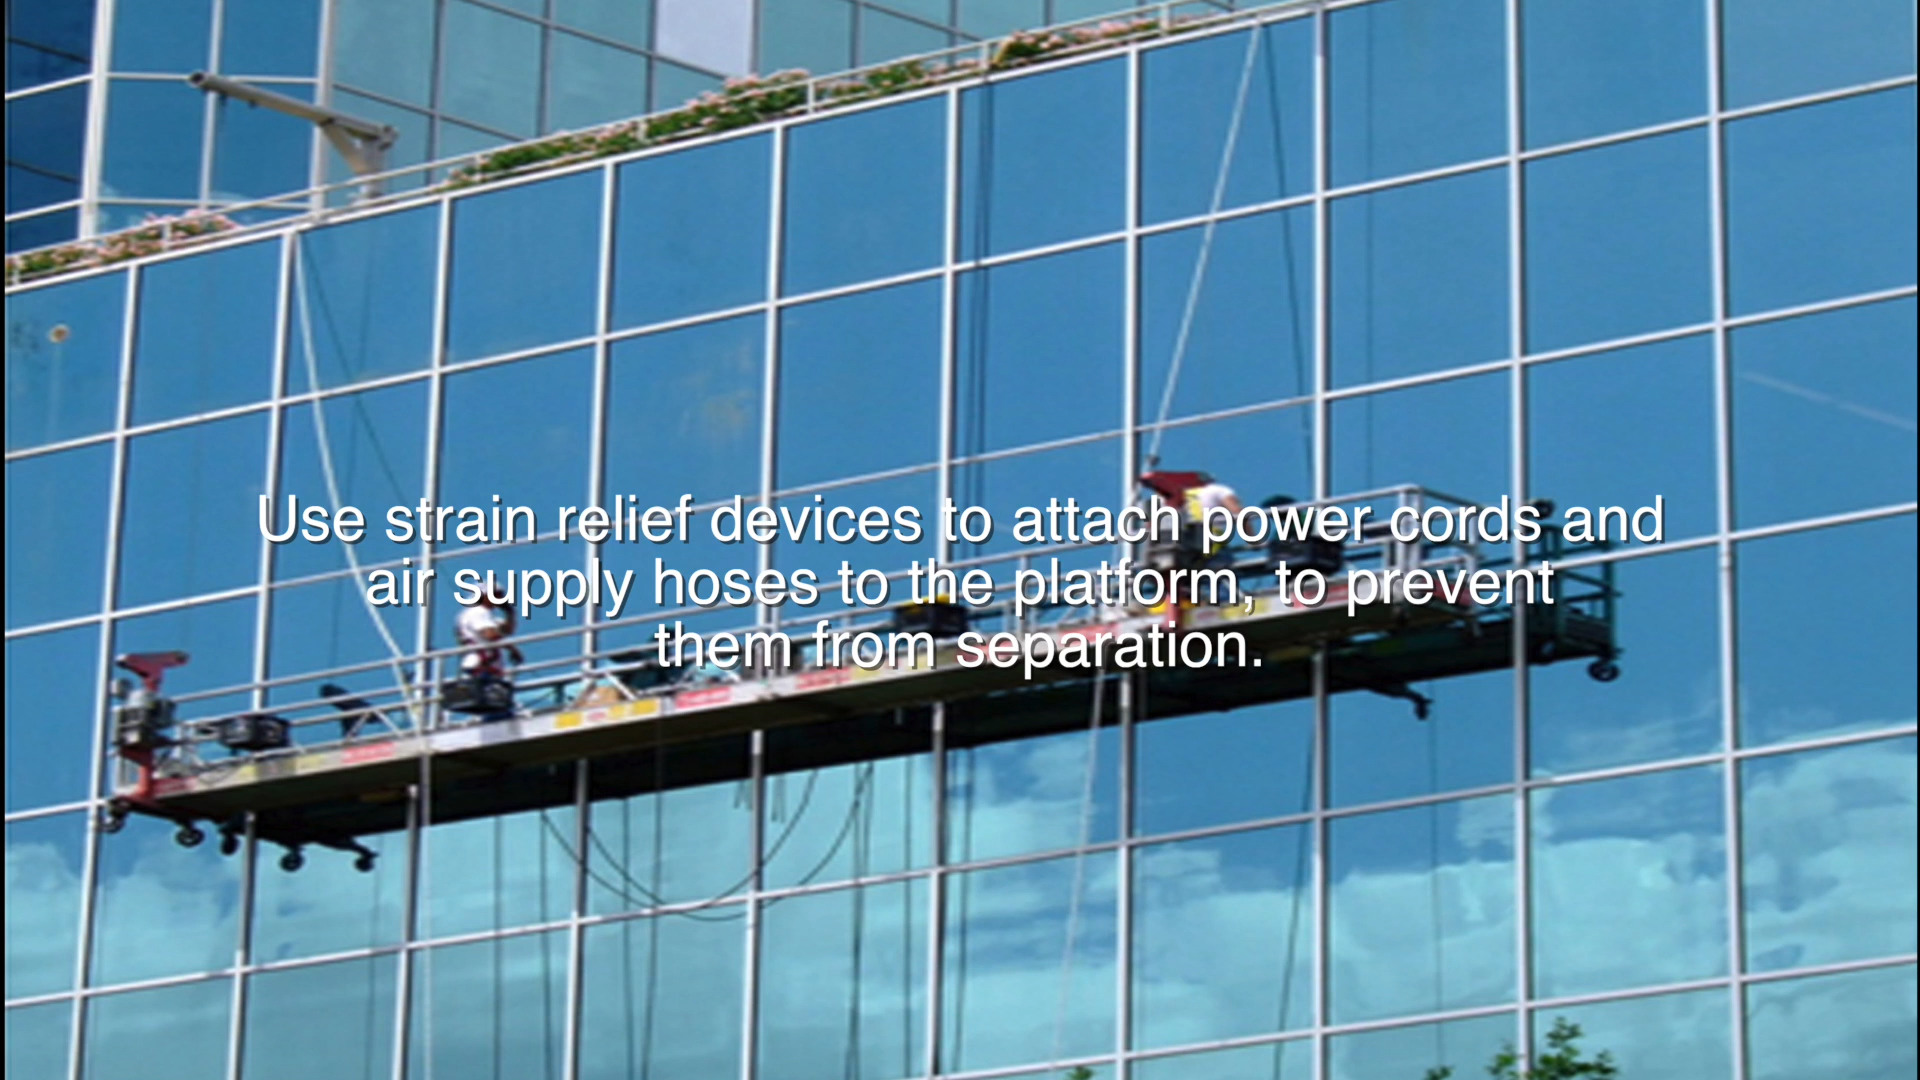 Use strain relief devices to attach power cords and
air supply hoses to the platform, to prevent
them from separation.